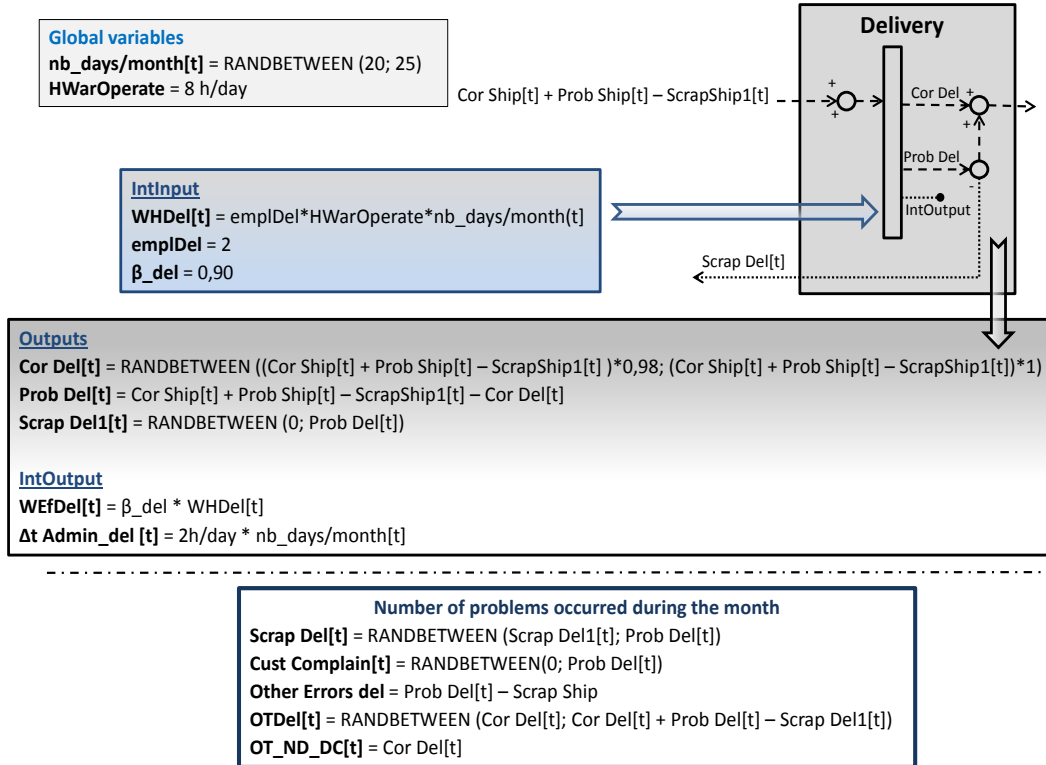 Global variables
nb_days/month[t] = RANDBETWEEN (20; 25)
HWarOperate = 8 h/day
Delivery
Cor Ship[t] + Prob Ship[t] – ScrapShip1[t]
+
+
Cor Del
+
+
Prob Del
-
IntOutput
Scrap Del[t]
IntInput
WHDel[t] = emplDel*HWarOperate*nb_days/month(t]
emplDel = 2
β_del = 0,90
Outputs
Cor Del[t] = RANDBETWEEN ((Cor Ship[t] + Prob Ship[t] – ScrapShip1[t] )*0,98; (Cor Ship[t] + Prob Ship[t] – ScrapShip1[t])*1)
Prob Del[t] = Cor Ship[t] + Prob Ship[t] – ScrapShip1[t] – Cor Del[t]
Scrap Del1[t] = RANDBETWEEN (0; Prob Del[t])
IntOutput
WEfDel[t] = β_del * WHDel[t]
Δt Admin_del [t] = 2h/day * nb_days/month[t]
Number of problems occurred during the month
Scrap Del[t] = RANDBETWEEN (Scrap Del1[t]; Prob Del[t])
Cust Complain[t] = RANDBETWEEN(0; Prob Del[t])
Other Errors del = Prob Del[t] – Scrap Ship
OTDel[t] = RANDBETWEEN (Cor Del[t]; Cor Del[t] + Prob Del[t] – Scrap Del1[t])
OT_ND_DC[t] = Cor Del[t]